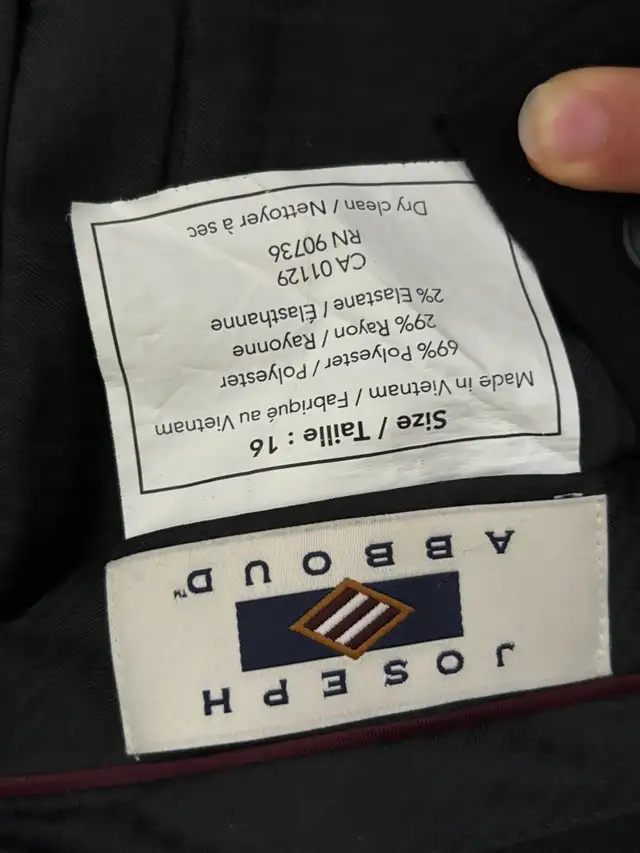 JOSEPH
ABBOUD™
Size / Taille : 16
Made in Vietnam / Fabriqué au Vietnam
69% Polyester / Polyester
29% Rayon / Rayonne
2% Elastane / Élasthanne
CA 01129
RN 90736
Dry clean / Nettoyer à sec